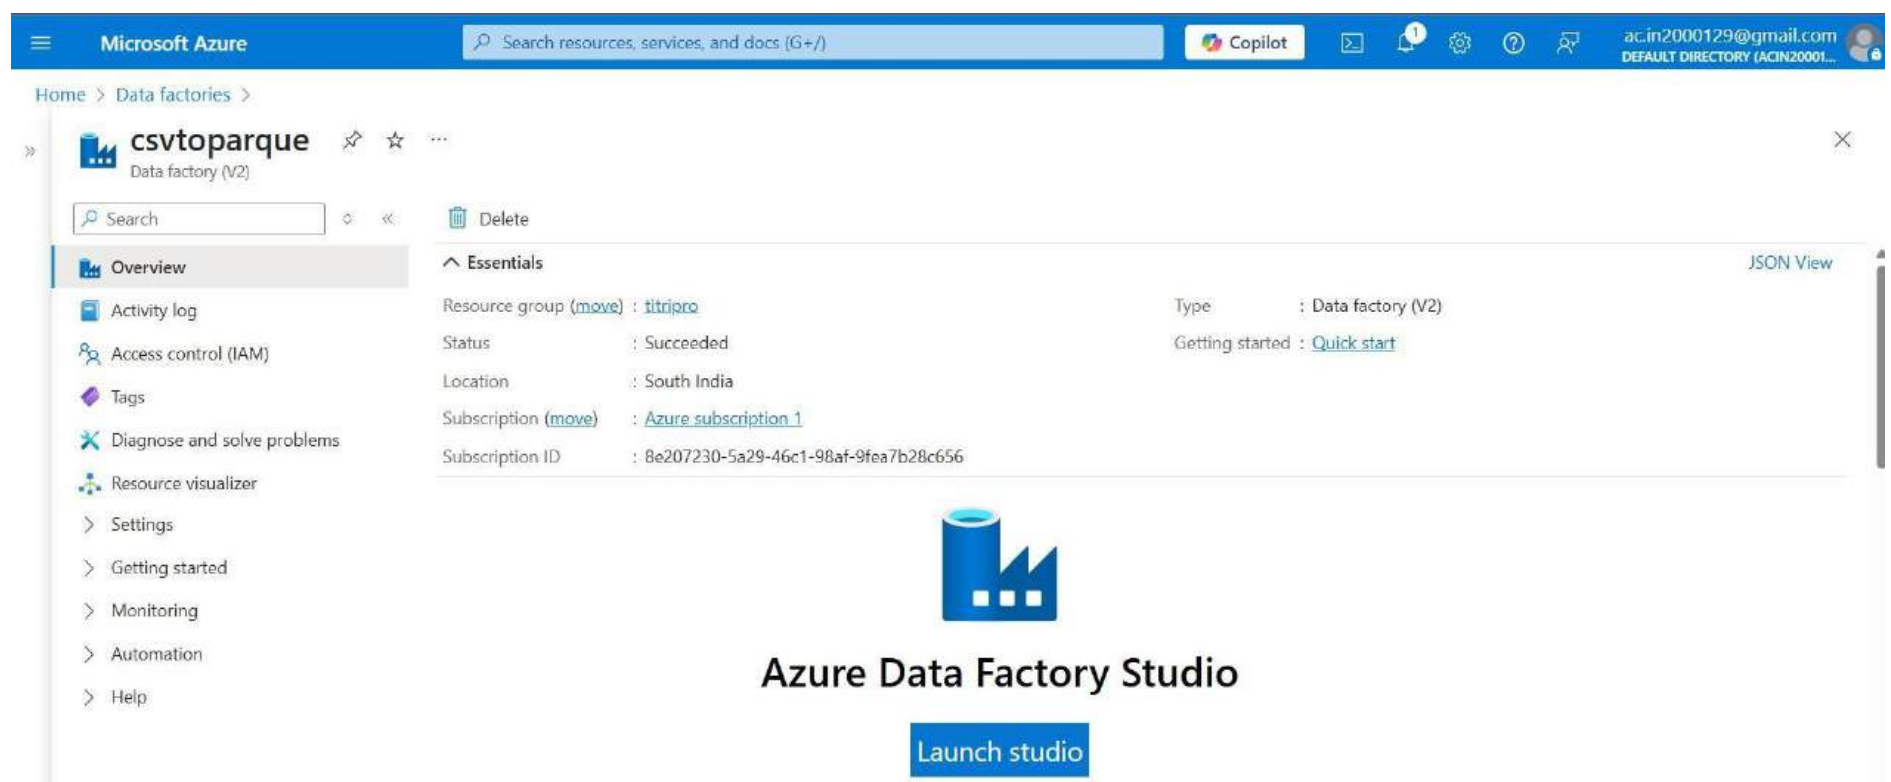 Microsoft Azure
Search resources, services, and docs (G+/)
Copilot
1
ac.in2000129@gmail.com
DEFAULT DIRECTORY (ACIN20001...
Home > Data factories >
csvtoparque
Data factory (V2)
Search
Delete
Overview
Activity log
Access control (IAM)
Tags
Diagnose and solve problems
Resource visualizer
Settings
Getting started
Monitoring
Automation
Help
Essentials
JSON View
Resource group (move) : titripro
Status : Succeeded
Location : South India
Subscription (move) : Azure subscription 1
Subscription ID : 8e207230-5a29-46c1-98af-9fea7b28c656
Type : Data factory (V2)
Getting started : Quick start
Azure Data Factory Studio
Launch studio